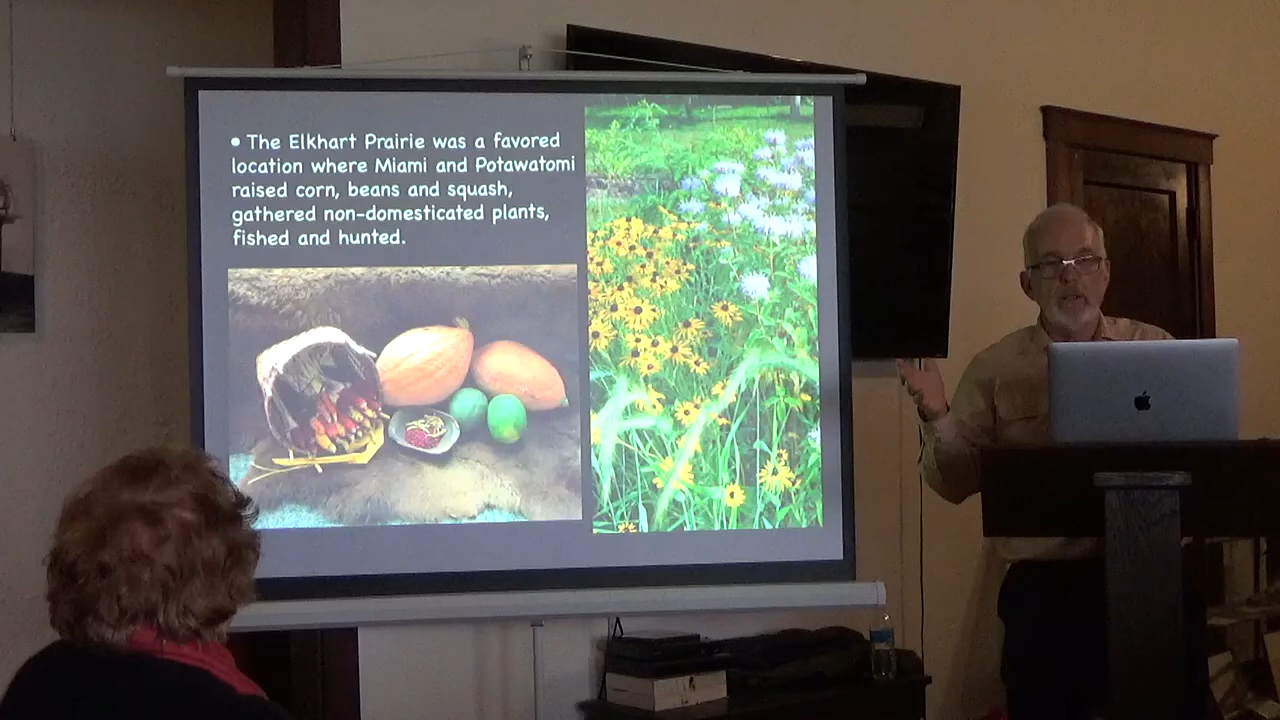 • The Elkhart Prairie was a favored
location where Miami and Potawatomi
raised corn, beans and squash,
gathered non-domesticated plants,
fished and hunted.